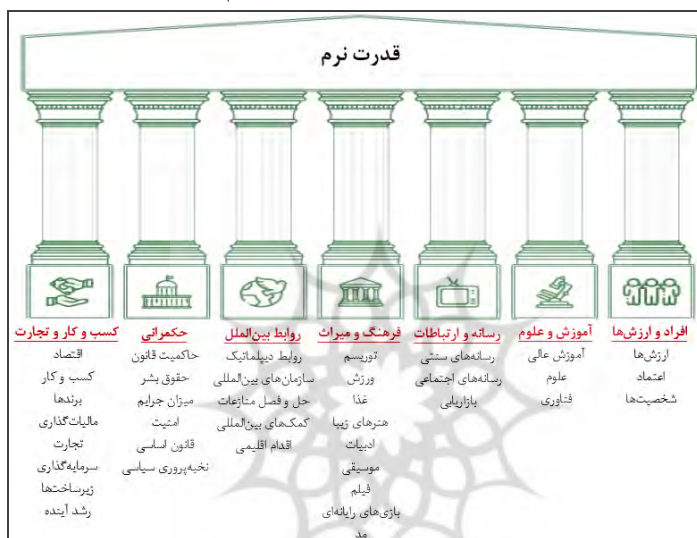 قدرت نرم
افراد و ارزش‌ها
ارزش‌ها
اعتماد
شخصیت‌ها
آموزش و علوم
آموزش عالی
علوم
فناوری
رسانه و ارتباطات
رسانه‌های سنتی
رسانه‌های اجتماعی
بازاریابی
فرهنگ و میراث
توریسم
ورزش
غذا
هنرهای زیبا
ادبیات
موسیقی
فیلم
بازی‌های رایانه‌ای
مد
روابط بین‌الملل
روابط دیپلماتیک
سازمان‌های بین‌المللی
حل و فصل منازعات
کمک‌های بین‌المللی
اقدام اقلیمی
حکمرانی
حاکمیت قانون
حقوق بشر
میزان جرایم
امنیت
قانون اساسی
نخبه‌پروری سیاسی
کسب و کار و تجارت
اقتصاد
کسب و کار
برندها
مالیات‌گذاری
تجارت
سرمایه‌گذاری
زیرساخت‌ها
رشد آینده